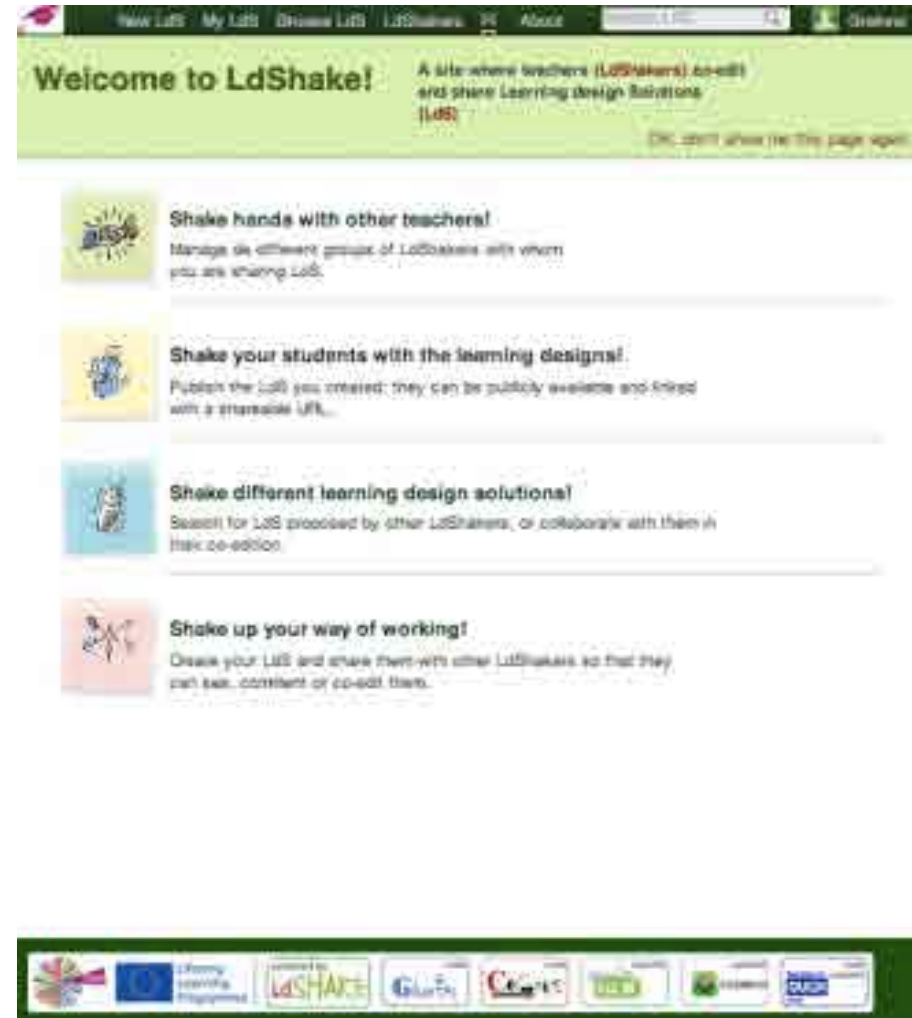 New LdS My LdS Browse LdS LdShakers About
Welcome to LdShake!
A site where teachers (LdShakers) co-edit
and share Learning design Solutions
(LdS)
OK, don't show me this page again
Shake hands with other teachers!
Manage de different groups of LdShakers with whom
you are sharing LdS.
Shake your students with the learning designs!
Publish the LdS you created: they can be publicly available and linked
with a shareable URL.
Shake different learning design solutions!
Search for LdS proposed by other LdShakers, or collaborate with them in
their co-edition.
Shake up your way of working!
Create your LdS and share them with other LdShakers so that they
can see, comment or co-edit them.
Lifelong
Learning
Programme
LdSHAKE